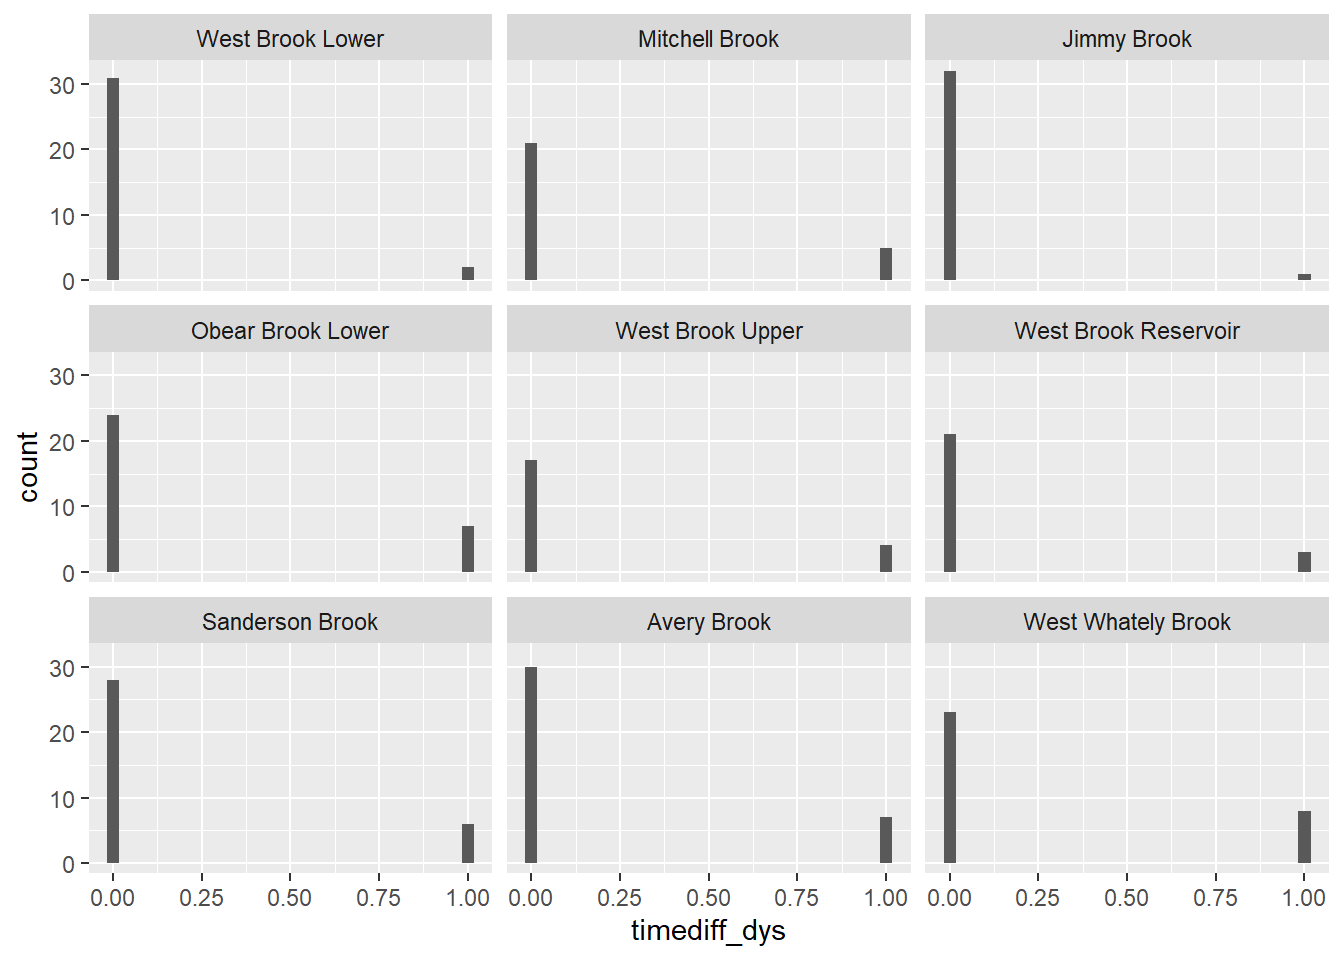 West Brook Lower
Mitchell Brook
Jimmy Brook
30
20
10
0
Obear Brook Lower
West Brook Upper
West Brook Reservoir
30
20
10
0
count
Sanderson Brook
Avery Brook
West Whately Brook
30
20
10
0
0.00 0.25 0.50 0.75 1.00
0.00 0.25 0.50 0.75 1.00
0.00 0.25 0.50 0.75 1.00
timediff_dys